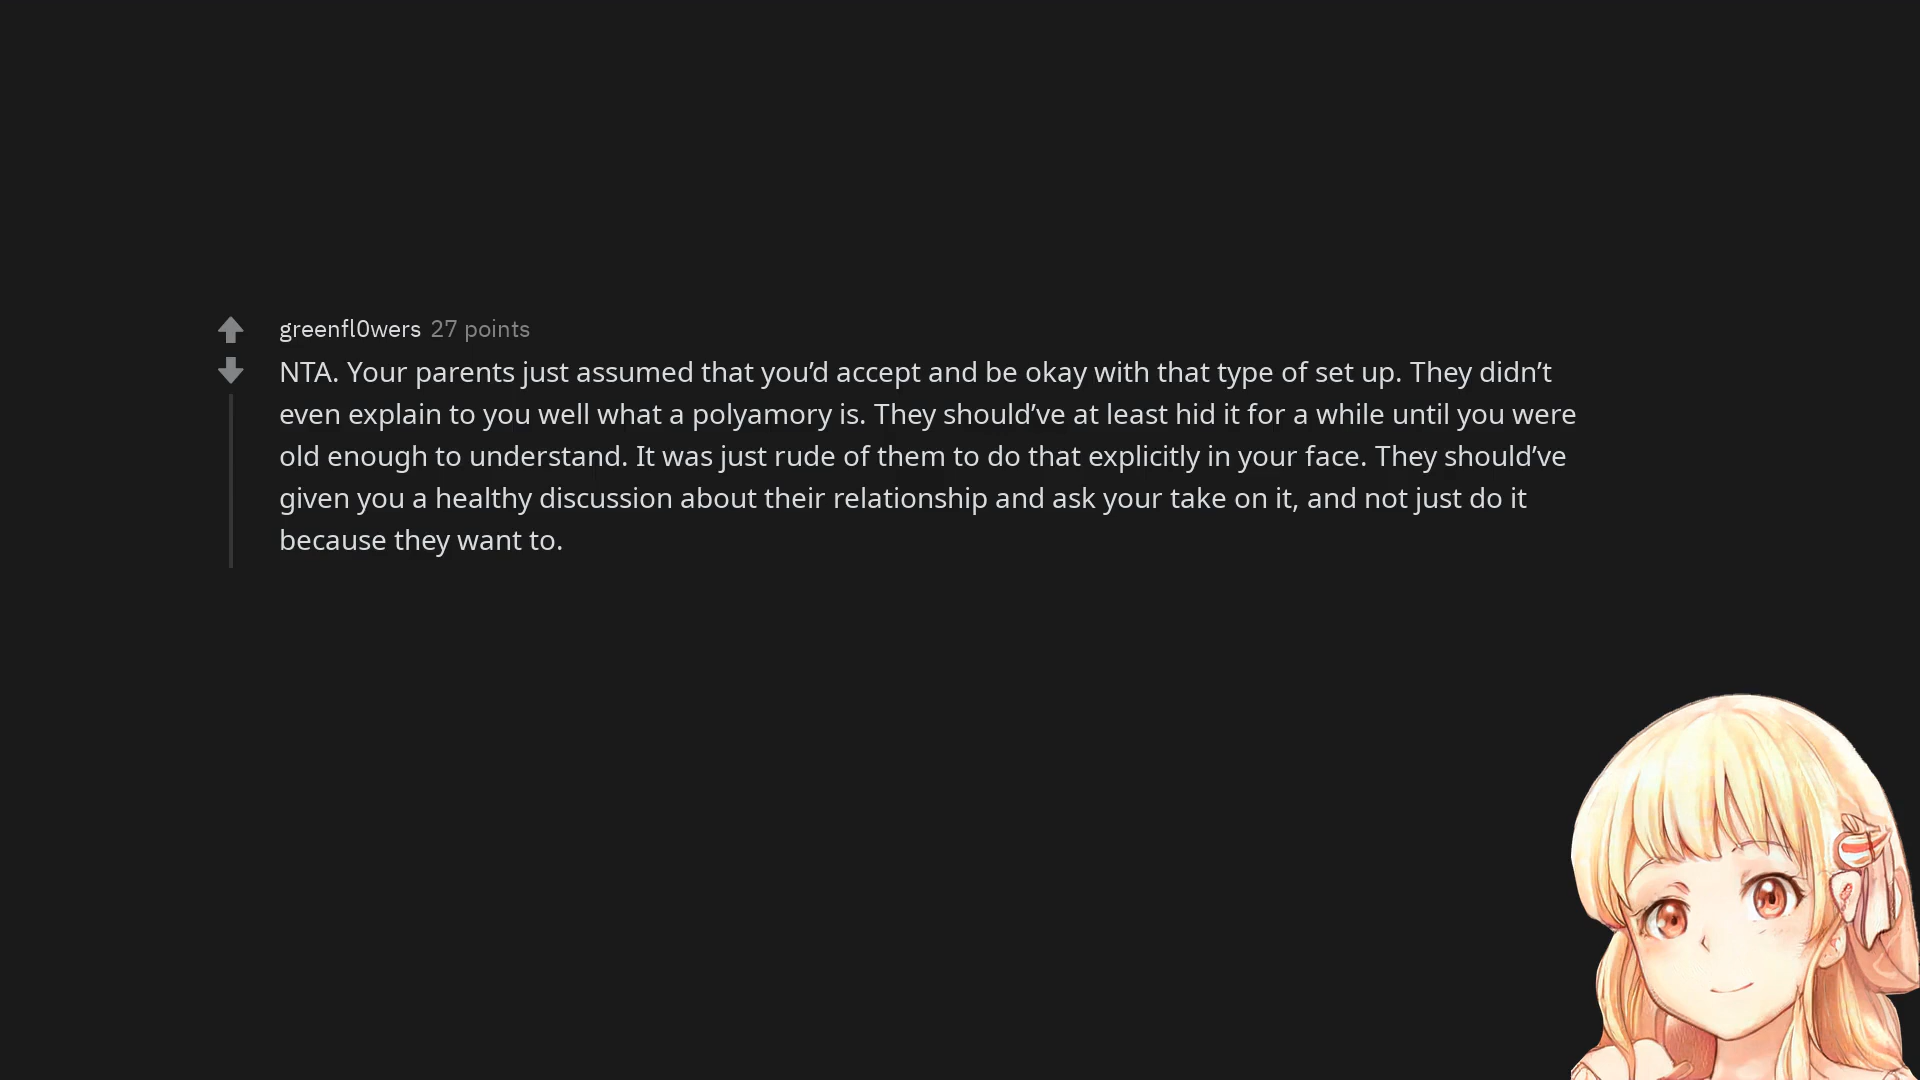 greenfl0wers 27 points
NTA. Your parents just assumed that you’d accept and be okay with that type of set up. They didn’t
even explain to you well what a polyamory is. They should’ve at least hid it for a while until you were
old enough to understand. It was just rude of them to do that explicitly in your face. They should’ve
given you a healthy discussion about their relationship and ask your take on it, and not just do it
because they want to.